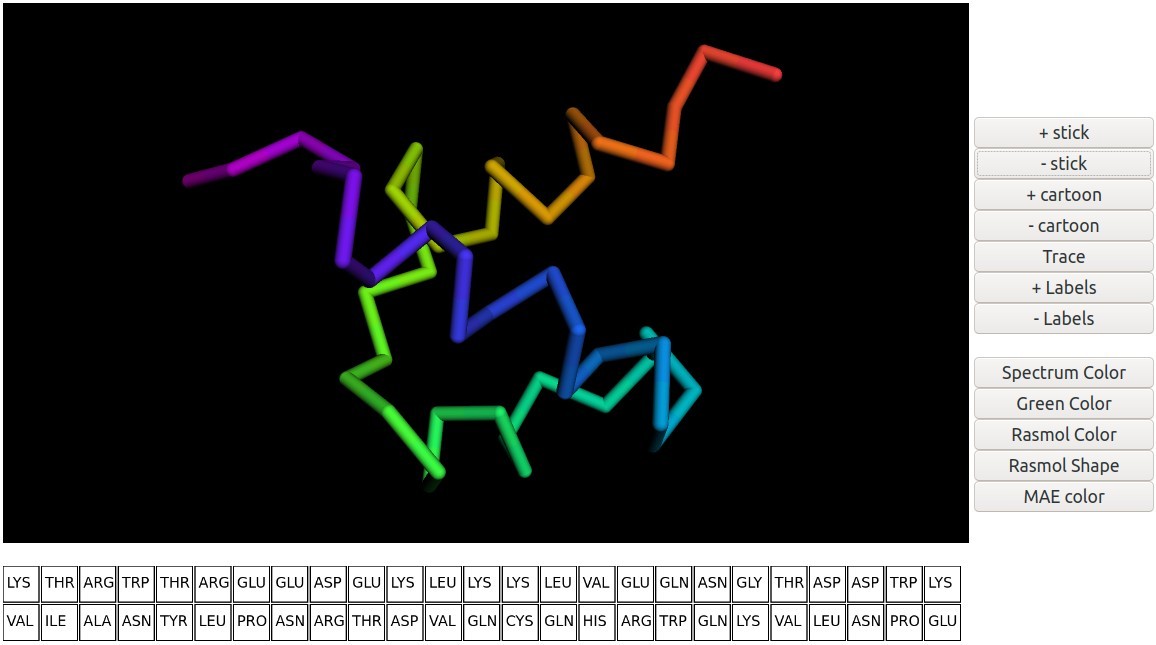 + stick
- stick
+ cartoon
- cartoon
Trace
+ Labels
- Labels
Spectrum Color
Green Color
Rasmol Color
Rasmol Shape
MAE color
LYS THR ARG TRP THR ARG GLU GLU ASP GLU LYS LEU LYS LYS LEU VAL GLU GLN ASN GLY THR ASP ASP TRP LYS
VAL ILE ALA ASN TYR LEU PRO ASN ARG THR ASP VAL GLN CYS GLN HIS ARG TRP GLN LYS VAL LEU ASN PRO GLU